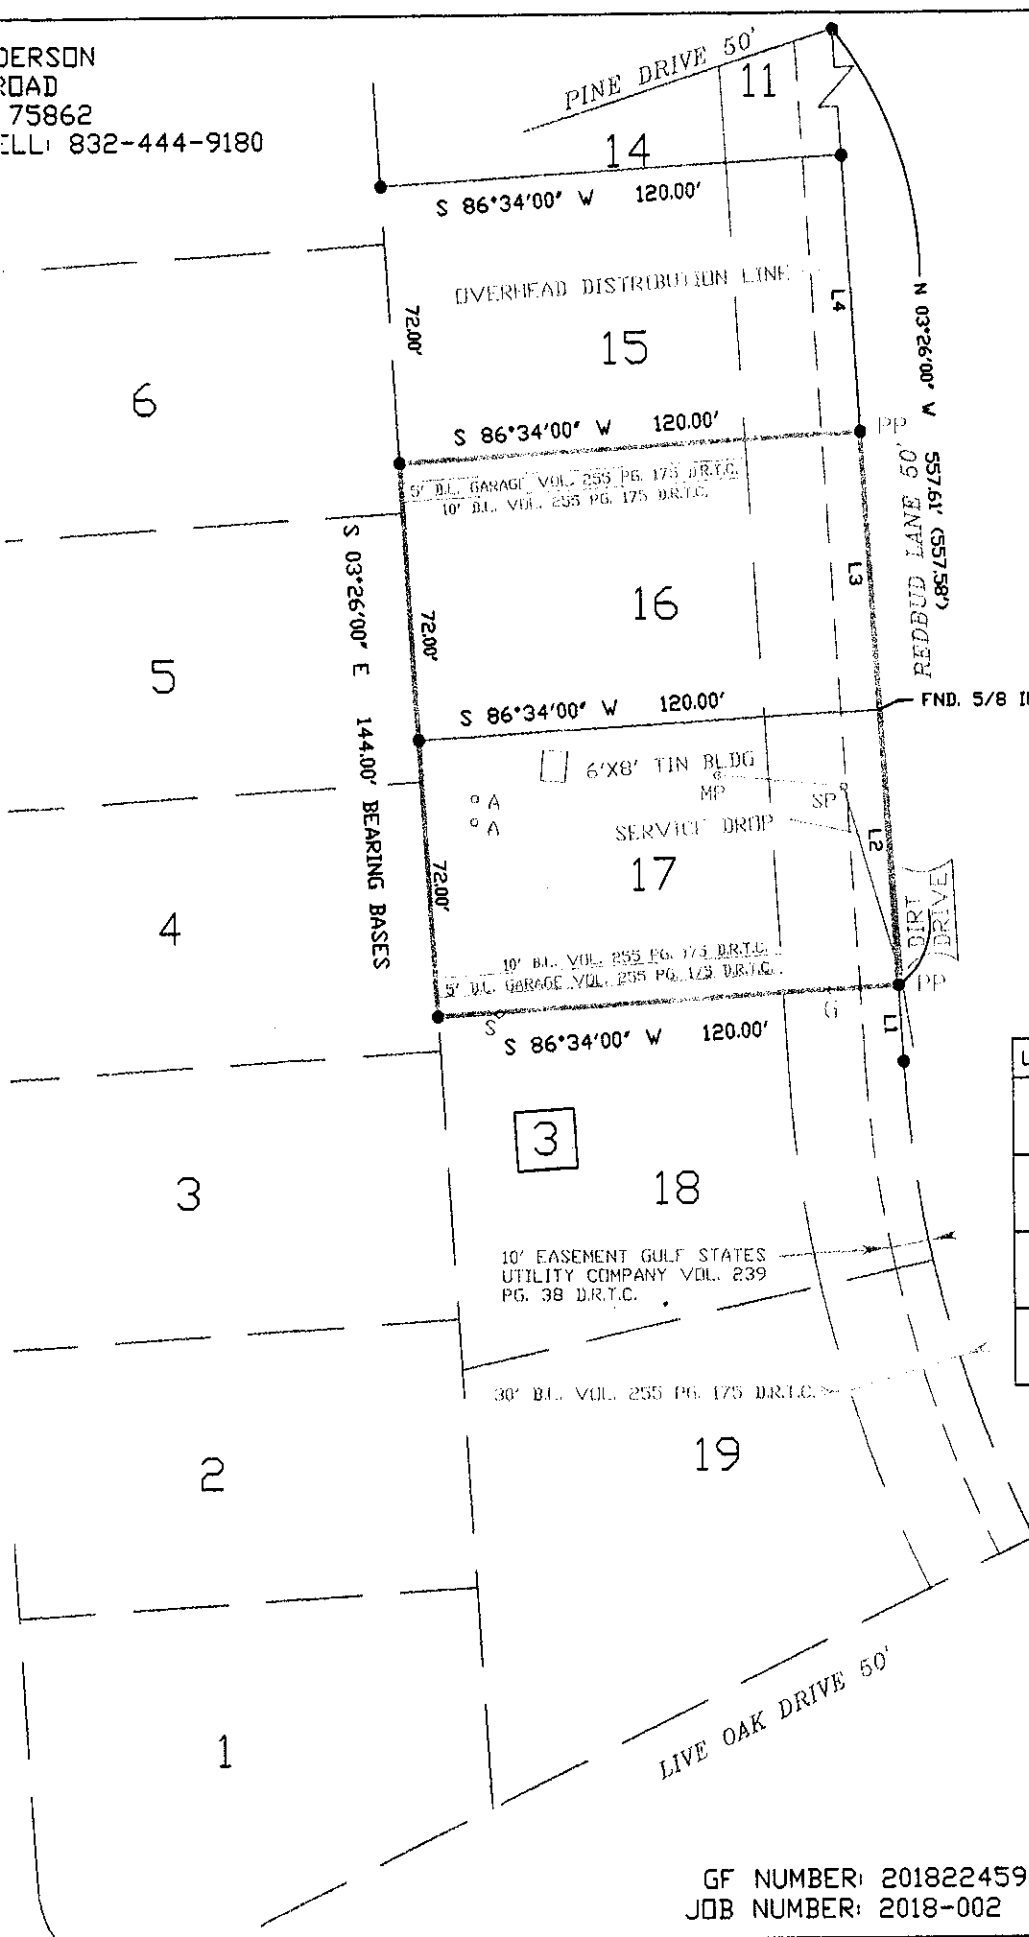 DERSON
ROAD
75862
ELL: 832-444-9180
PINE DRIVE 50'
11
14
S 86°34'00" W 120.00'
OVERHEAD DISTRIBUTION LINE
72.00'
L4
N 03°26'00" W 557.61' (557.58')
15
6
S 86°34'00" W 120.00'
PP
REDBUD LANE 50'
5' B.L. GARAGE VOL. 255 PG. 175 D.R.T.C.
10' B.L. VOL. 255 PG. 175 D.R.T.C.
S 03°26'00" E 144.00' BEARING BASES
L3
16
72.00'
5
S 86°34'00" W 120.00'
FND. 5/8
6'X8' TIN BLDG
A
MP
SP
A
SERVICE DROP
L2
17
72.00'
4
DIRT
DRIVE
10' B.L. VOL. 255 PG. 175 D.R.T.C.
5' B.L. GARAGE VOL. 255 PG. 175 D.R.T.C.
PP
G
S
L1
S 86°34'00" W 120.00'
L
3
3
18
10' EASEMENT GULF STATES
UTILITY COMPANY VOL. 239
PG. 38 D.R.T.C.
30' B.L. VOL. 255 PG. 175 D.R.T.C.
19
2
LIVE OAK DRIVE 50'
1
GF NUMBER: 201822459
JOB NUMBER: 2018-002